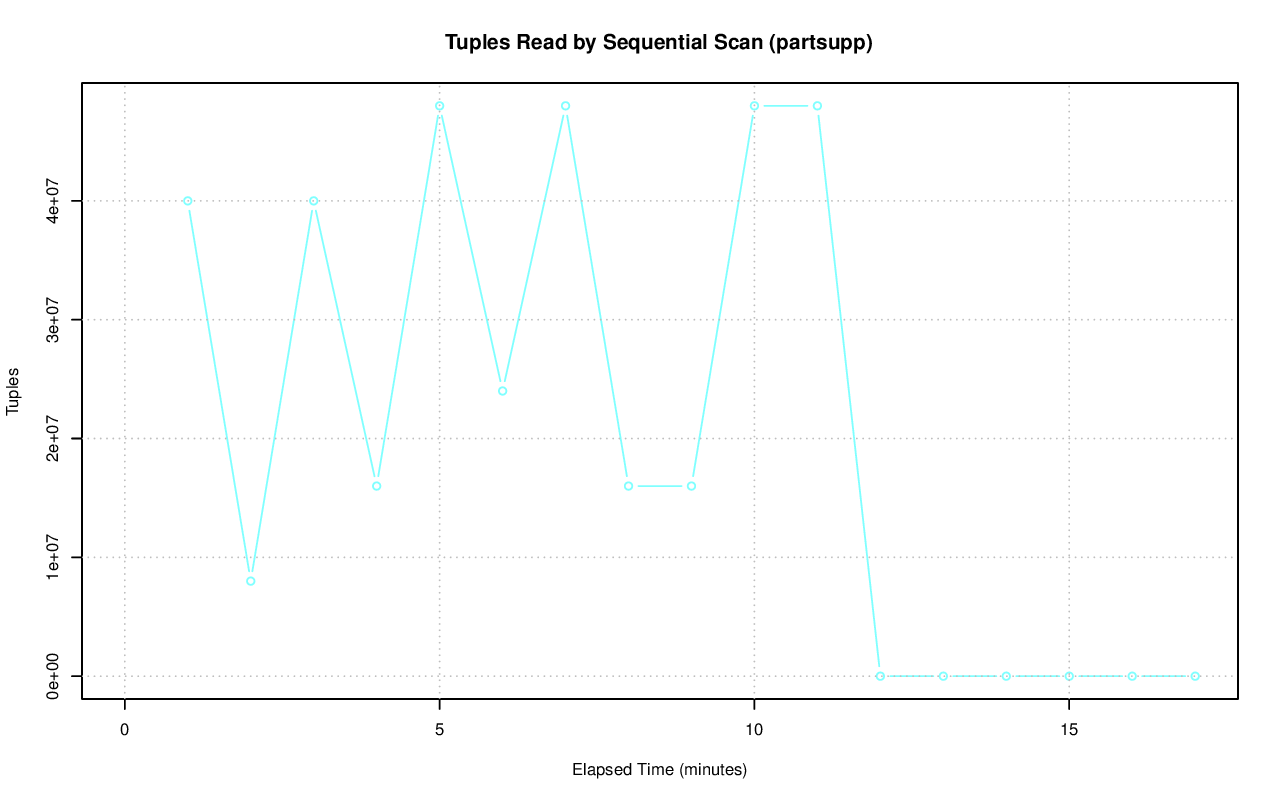 Tuples Read by Sequential Scan (partsupp)
Tuples
4e+07
3e+07
2e+07
1e+07
0e+00
0 5 10 15
Elapsed Time (minutes)